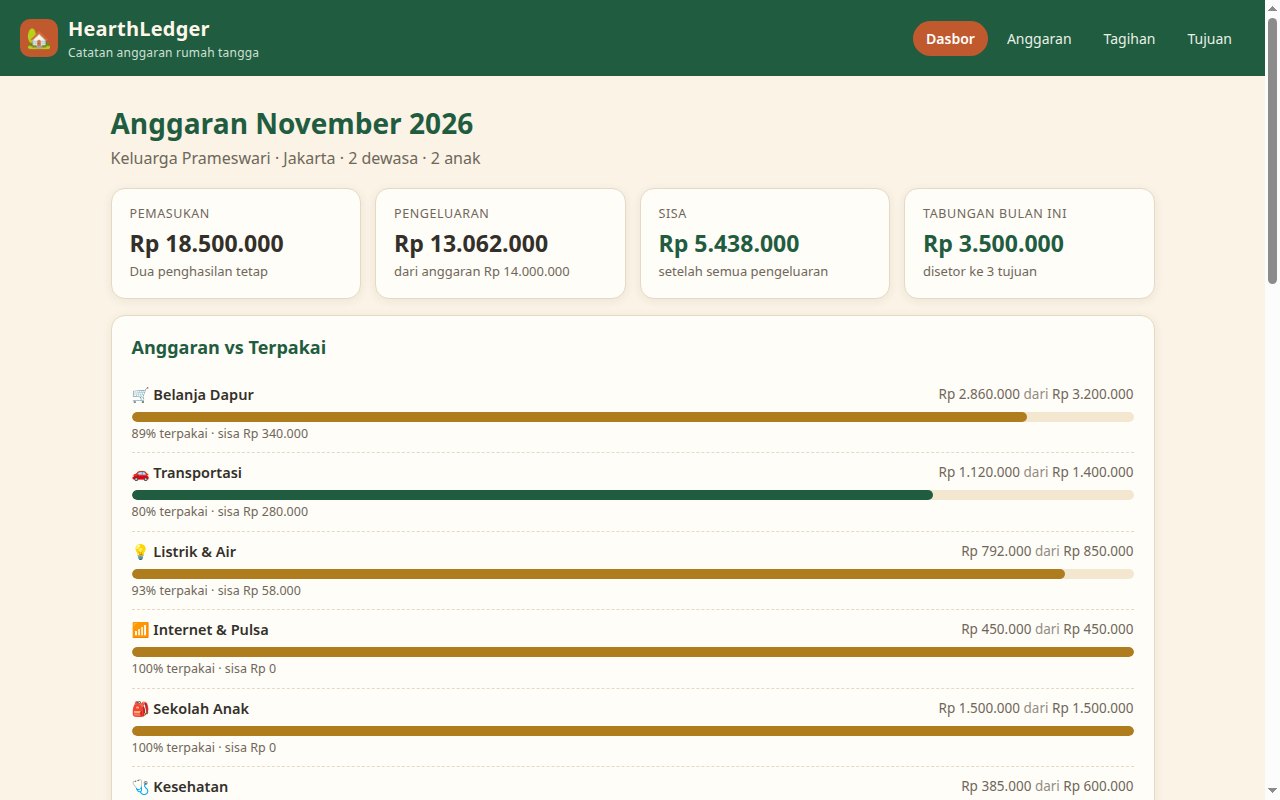 HearthLedger
Catatan anggaran rumah tangga
Dasbor
Anggaran
Tagihan
Tujuan
Anggaran November 2026
Keluarga Prameswari · Jakarta · 2 dewasa · 2 anak
PEMASUKAN
Rp 18.500.000
Dua penghasilan tetap
PENGELUARAN
Rp 13.062.000
dari anggaran Rp 14.000.000
SISA
Rp 5.438.000
setelah semua pengeluaran
TABUNGAN BULAN INI
Rp 3.500.000
disetor ke 3 tujuan
Anggaran vs Terpakai
Belanja Dapur
Rp 2.860.000 dari Rp 3.200.000
89% terpakai · sisa Rp 340.000
Transportasi
Rp 1.120.000 dari Rp 1.400.000
80% terpakai · sisa Rp 280.000
Listrik & Air
Rp 792.000 dari Rp 850.000
93% terpakai · sisa Rp 58.000
Internet & Pulsa
Rp 450.000 dari Rp 450.000
100% terpakai · sisa Rp 0
Sekolah Anak
Rp 1.500.000 dari Rp 1.500.000
100% terpakai · sisa Rp 0
Kesehatan
Rp 385.000 dari Rp 600.000